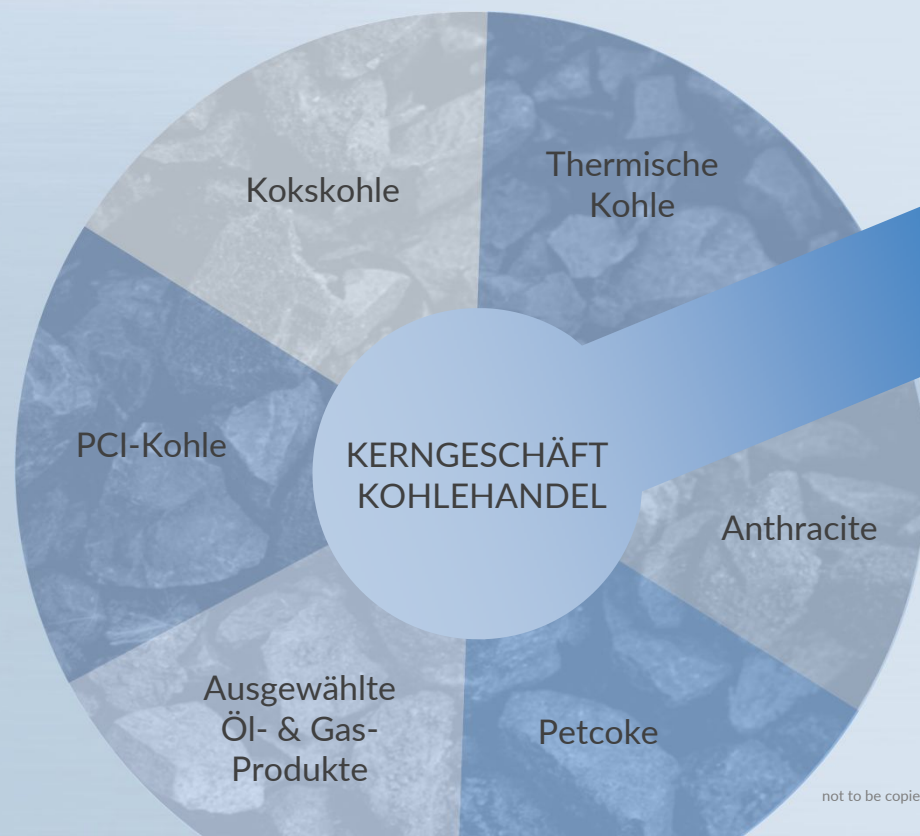 Thermische
Kohle
Kokskohle
PCI-Kohle
KERNGESCHÄFT
KOHLEHANDEL
Anthracite
Ausgewählte
Öl- & Gas-
Produkte
Petcoke
not to be copie